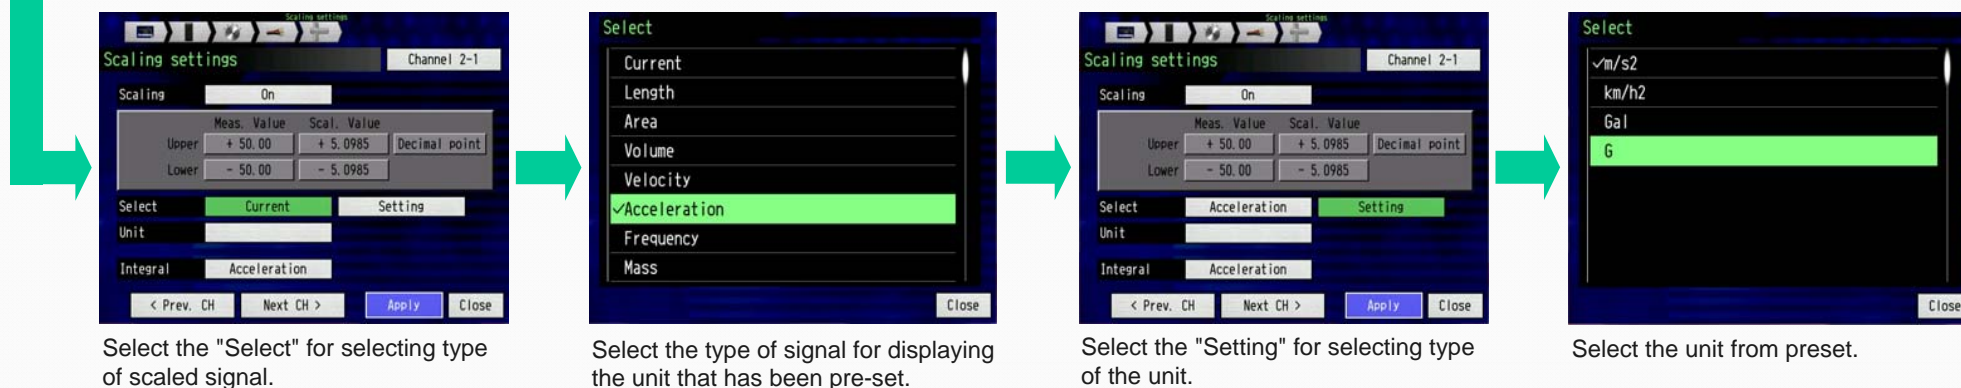 Scaling settings
Scaling settings
Channel 2-1
Scaling On
Meas. Value Scal. Value
Upper + 50.00 + 5.0985 Decimal point
Lower - 50.00 - 5.0985
Select Current Setting
Unit
Integral Acceleration
< Prev. CH Next CH > Apply Close
Select the "Select" for selecting type
of scaled signal.
Select
Current
Length
Area
Volume
Velocity
✓Acceleration
Frequency
Mass
Close
Select the type of signal for displaying
the unit that has been pre-set.
Scaling settings
Scaling settings
Channel 2-1
Scaling On
Meas. Value Scal. Value
Upper + 50.00 + 5.0985 Decimal point
Lower - 50.00 - 5.0985
Select Acceleration Setting
Unit
Integral Acceleration
< Prev. CH Next CH > Apply Close
Select the "Setting" for selecting type
of the unit.
Select
✓m/s2
km/h2
Gal
G
Close
Select the unit from preset.